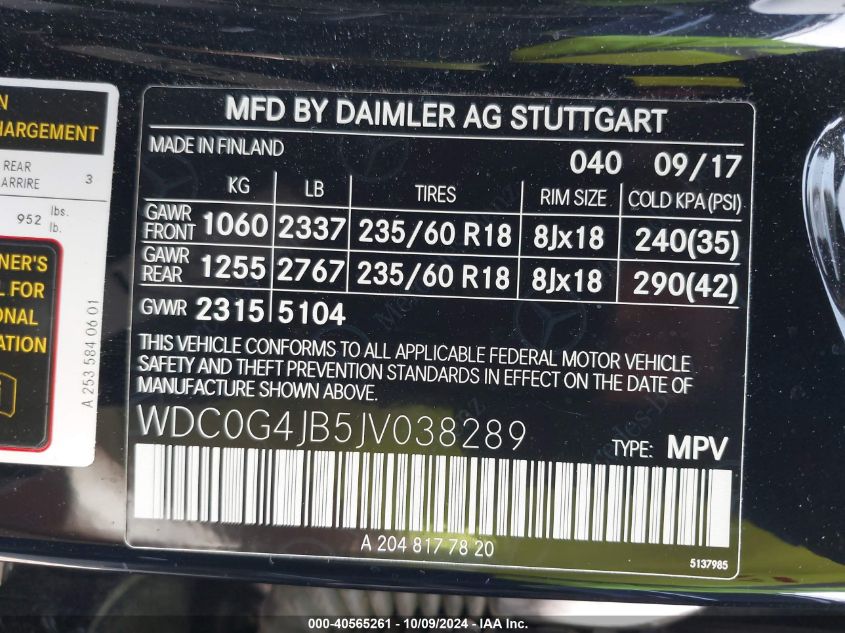 N
HARGEMENT
REAR
ARRIRE 3
952 lbs.
lb.
NER'S
L FOR
ONAL
ATION
A 253 584 06 01
MFD BY DAIMLER AG STUTTGART
MADE IN FINLAND 040 09/17
KG LB TIRES RIM SIZE COLD KPA (PSI)
GAWR FRONT 1060 2337 235/60 R18 8Jx18 240(35)
GAWR REAR 1255 2767 235/60 R18 8Jx18 290(42)
GVWR 2315 5104
THIS VEHICLE CONFORMS TO ALL APPLICABLE FEDERAL MOTOR VEHICLE
SAFETY AND THEFT PREVENTION STANDARDS IN EFFECT ON THE DATE OF
MANUFACTURE SHOWN ABOVE.
WDC0G4JB5JV038289 TYPE: MPV
A 204 817 78 20
5137985
000-40565261 - 10/09/2024 - IAA Inc.